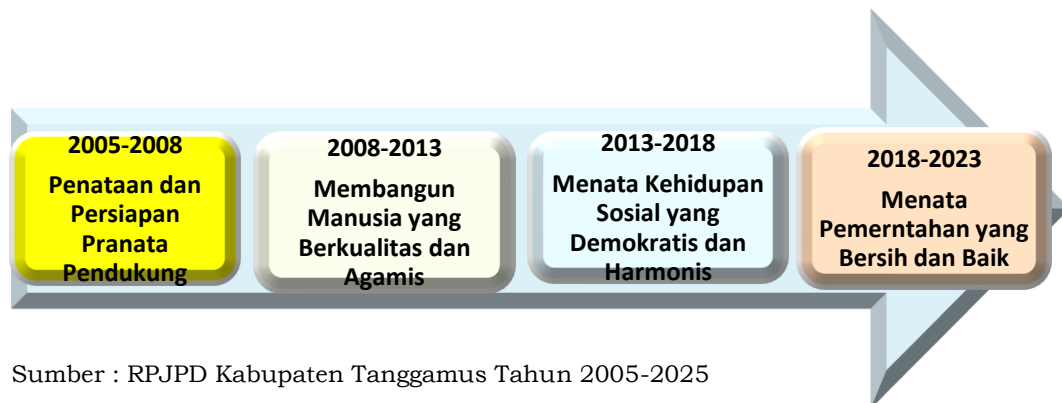 2005-2008
Penataan dan
Persiapan
Pranata
Pendukung
2008-2013
Membangun
Manusia yang
Berkualitas dan
Agamis
2013-2018
Menata Kehidupan
Sosial yang
Demokratis dan
Harmonis
2018-2023
Menata
Pemerntahan yang
Bersih dan Baik
Sumber : RPJPD Kabupaten Tanggamus Tahun 2005-2025